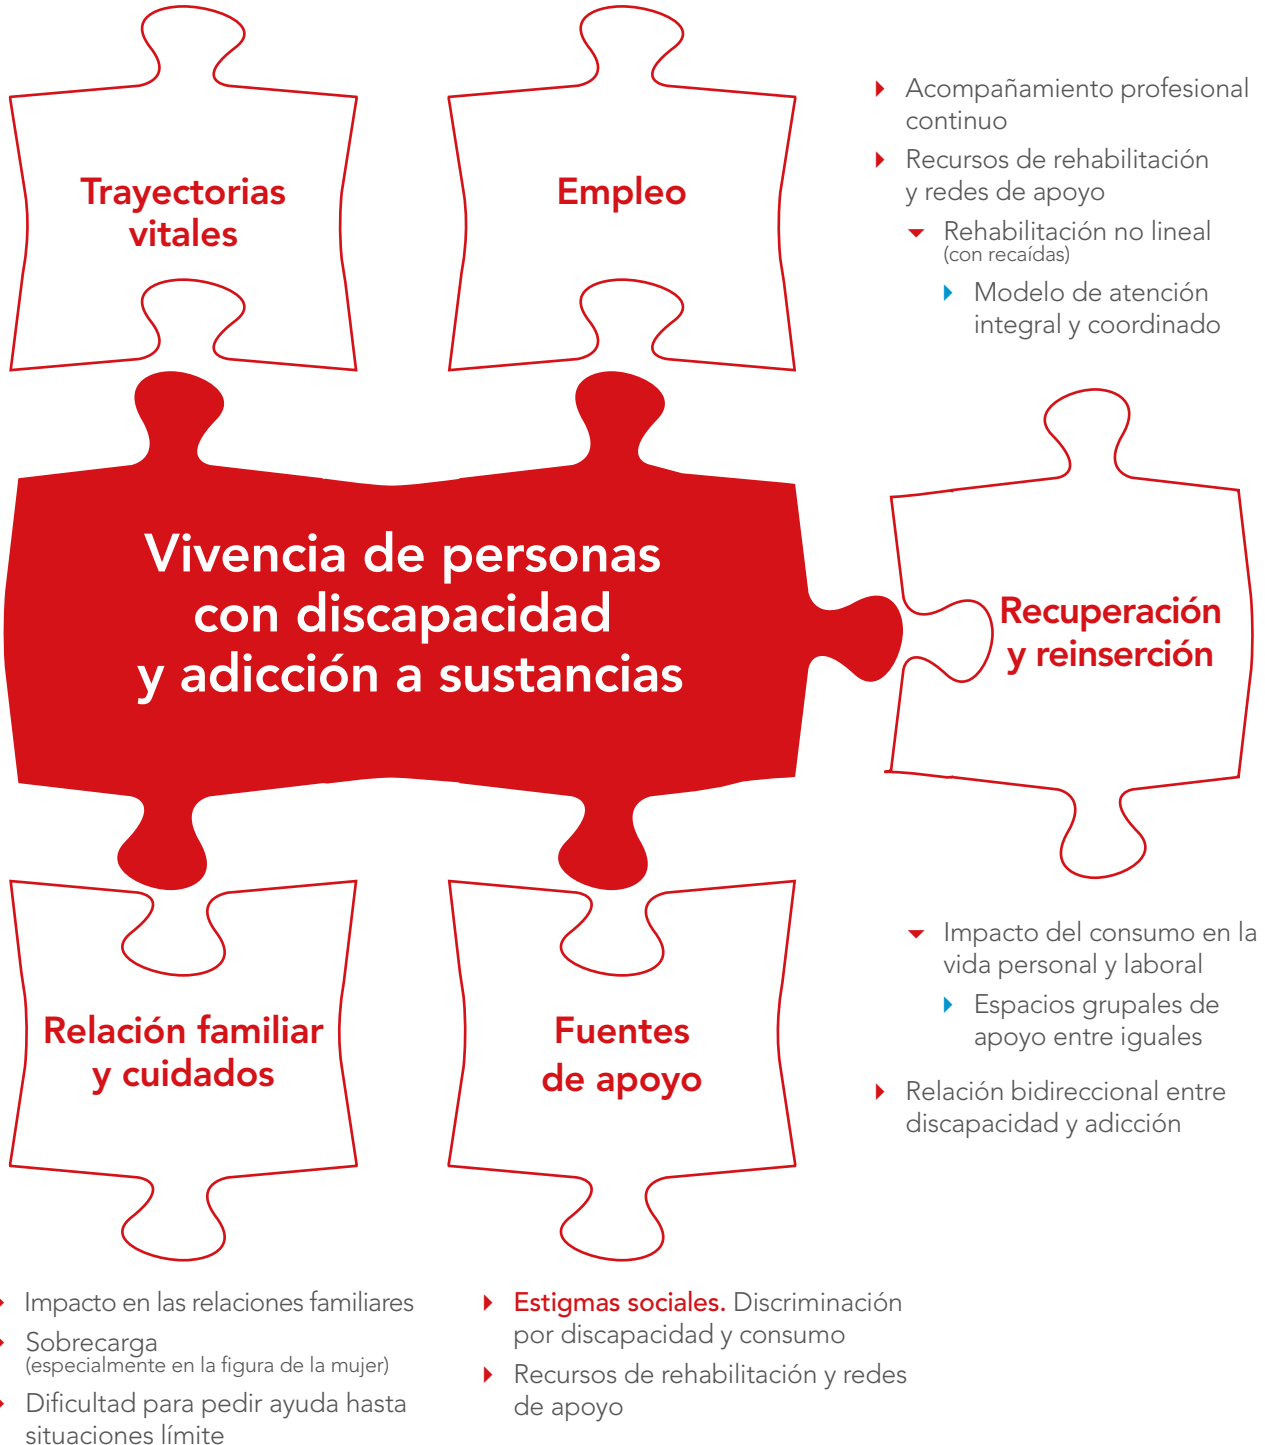 Trayectorias
vitales
Empleo
▸ Acompañamiento profesional
continuo
▸ Recursos de rehabilitación
y redes de apoyo
▾ Rehabilitación no lineal
(con recaídas)
▸ Modelo de atención
integral y coordinado
Vivencia de personas
con discapacidad
y adicción a sustancias
Recuperación
y reinserción
▾ Impacto del consumo en la
vida personal y laboral
▸ Espacios grupales de
apoyo entre iguales
▸ Relación bidireccional entre
discapacidad y adicción
Relación familiar
y cuidados
Fuentes
de apoyo
▸ Impacto en las relaciones familiares
▸ Sobrecarga
(especialmente en la figura de la mujer)
▸ Dificultad para pedir ayuda hasta
situaciones límite
▸ Estigmas sociales. Discriminación
por discapacidad y consumo
▸ Recursos de rehabilitación y redes
de apoyo